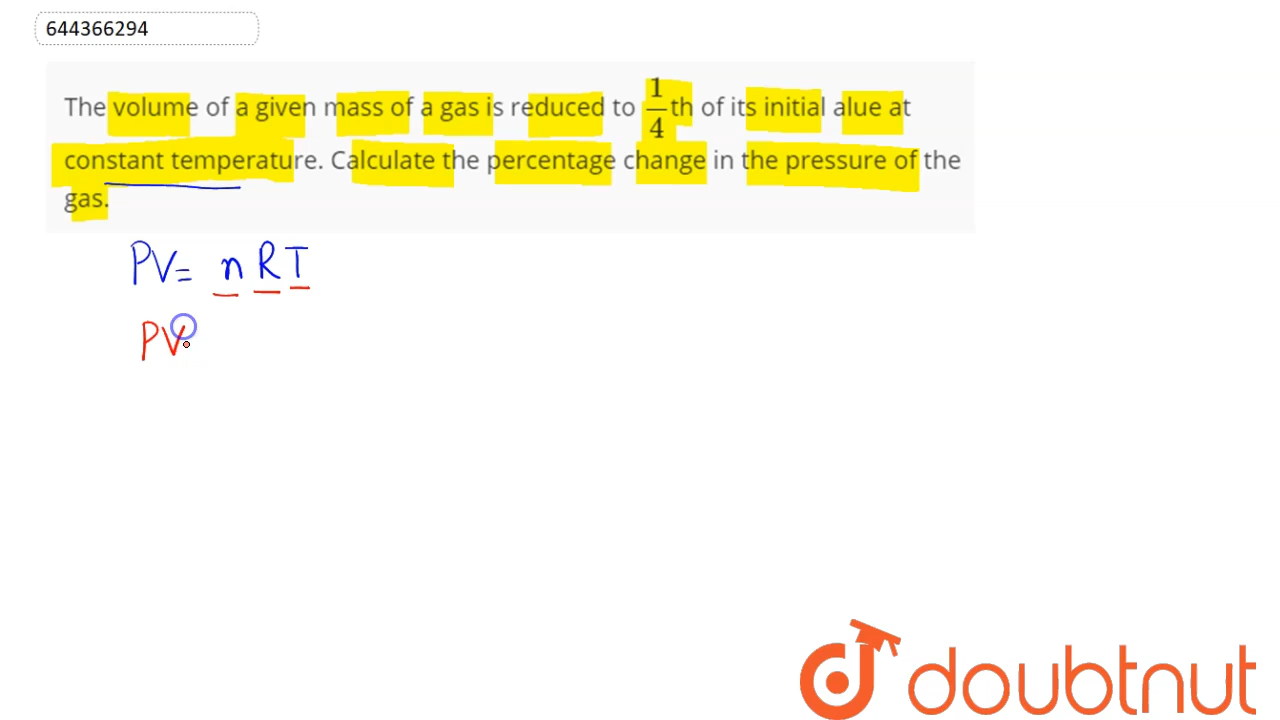 644366294
The volume of a given mass of a gas is reduced to 1/4 th of its initial alue at
constant temperature. Calculate the percentage change in the pressure of the
gas.
PV = nRT
PV
doubtnut